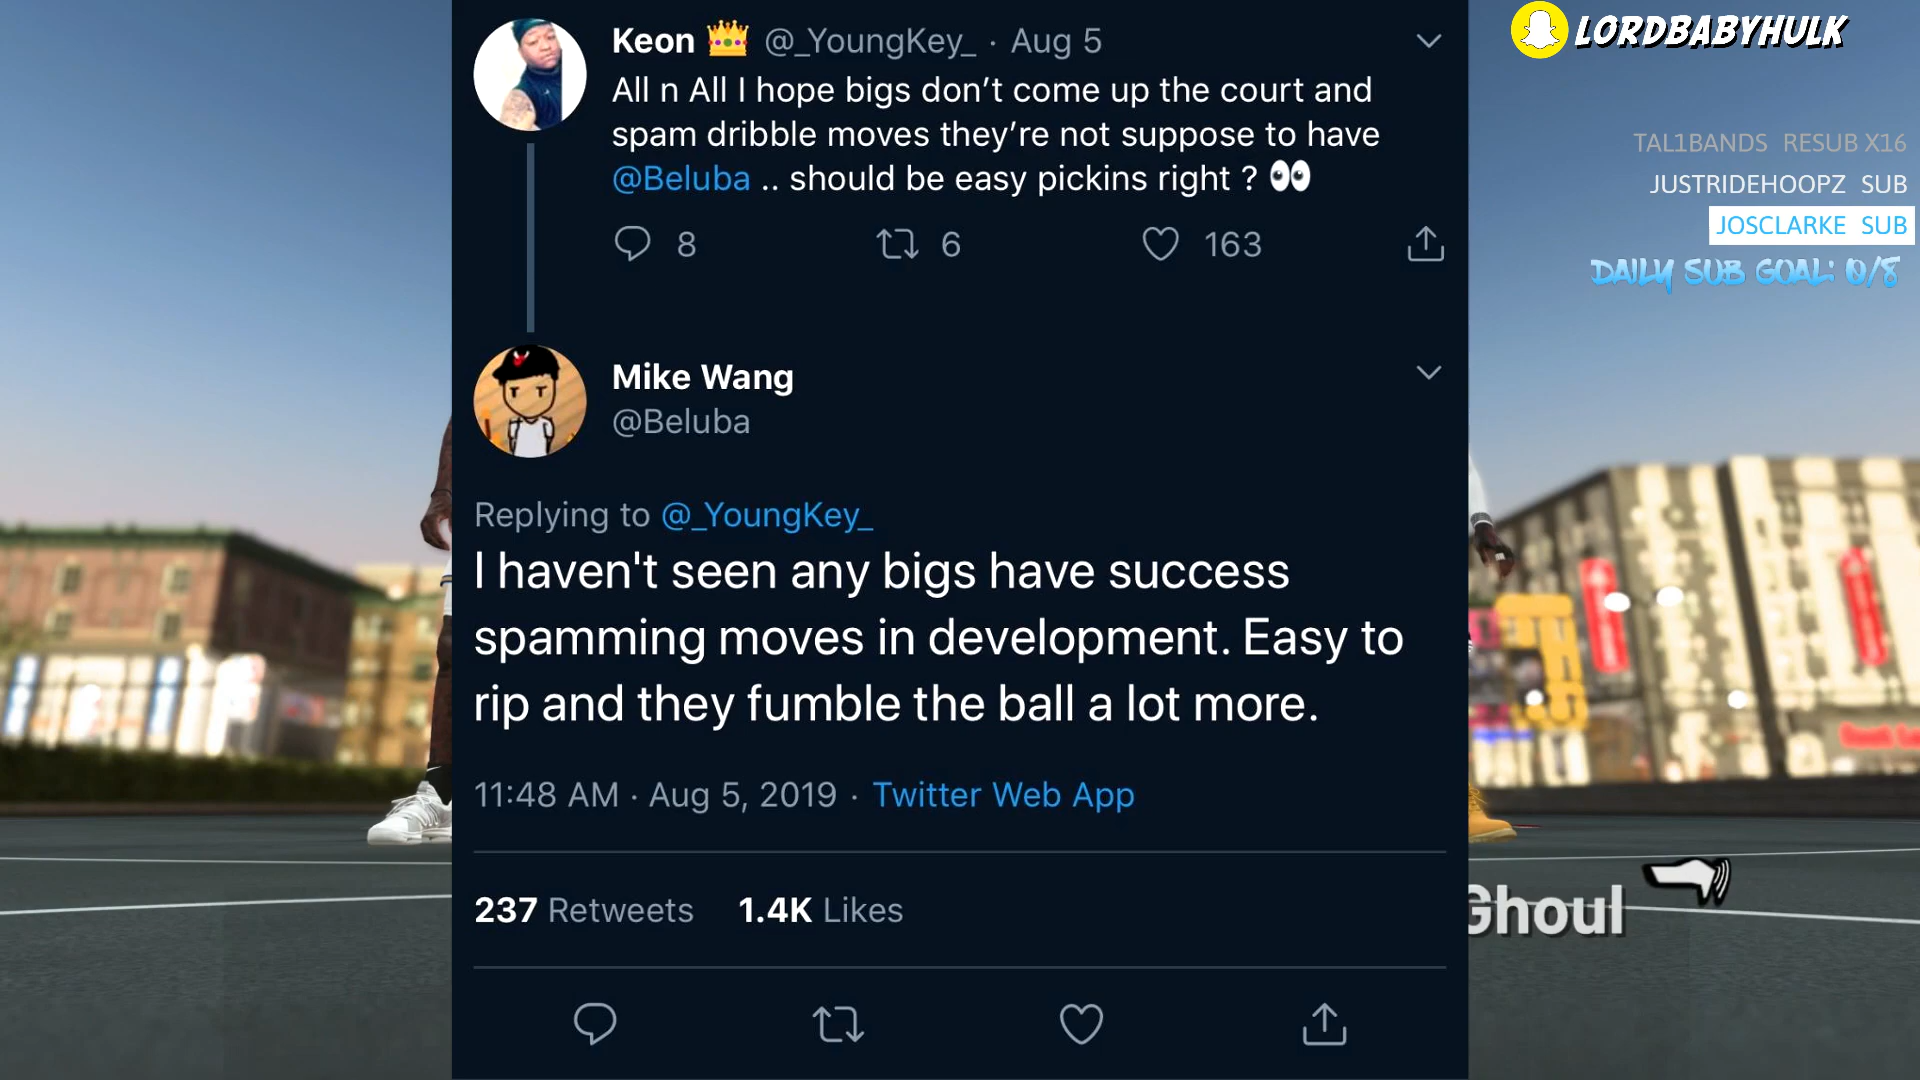 Keon 👑 @_YoungKey_ · Aug 5
All n All I hope bigs don’t come up the court and
spam dribble moves they’re not suppose to have
@Beluba .. should be easy pickins right ? 👀
8 6 163
Mike Wang
@Beluba
Replying to @_YoungKey_
I haven't seen any bigs have success
spamming moves in development. Easy to
rip and they fumble the ball a lot more.
11:48 AM · Aug 5, 2019 · Twitter Web App
237 Retweets 1.4K Likes
LORDBABYHULK
TAL1BANDS RESUB X16
JUSTRIDEHOOPZ SUB
JOSCLARKE SUB
DAILY SUB GOAL: 0/8
Ghoul